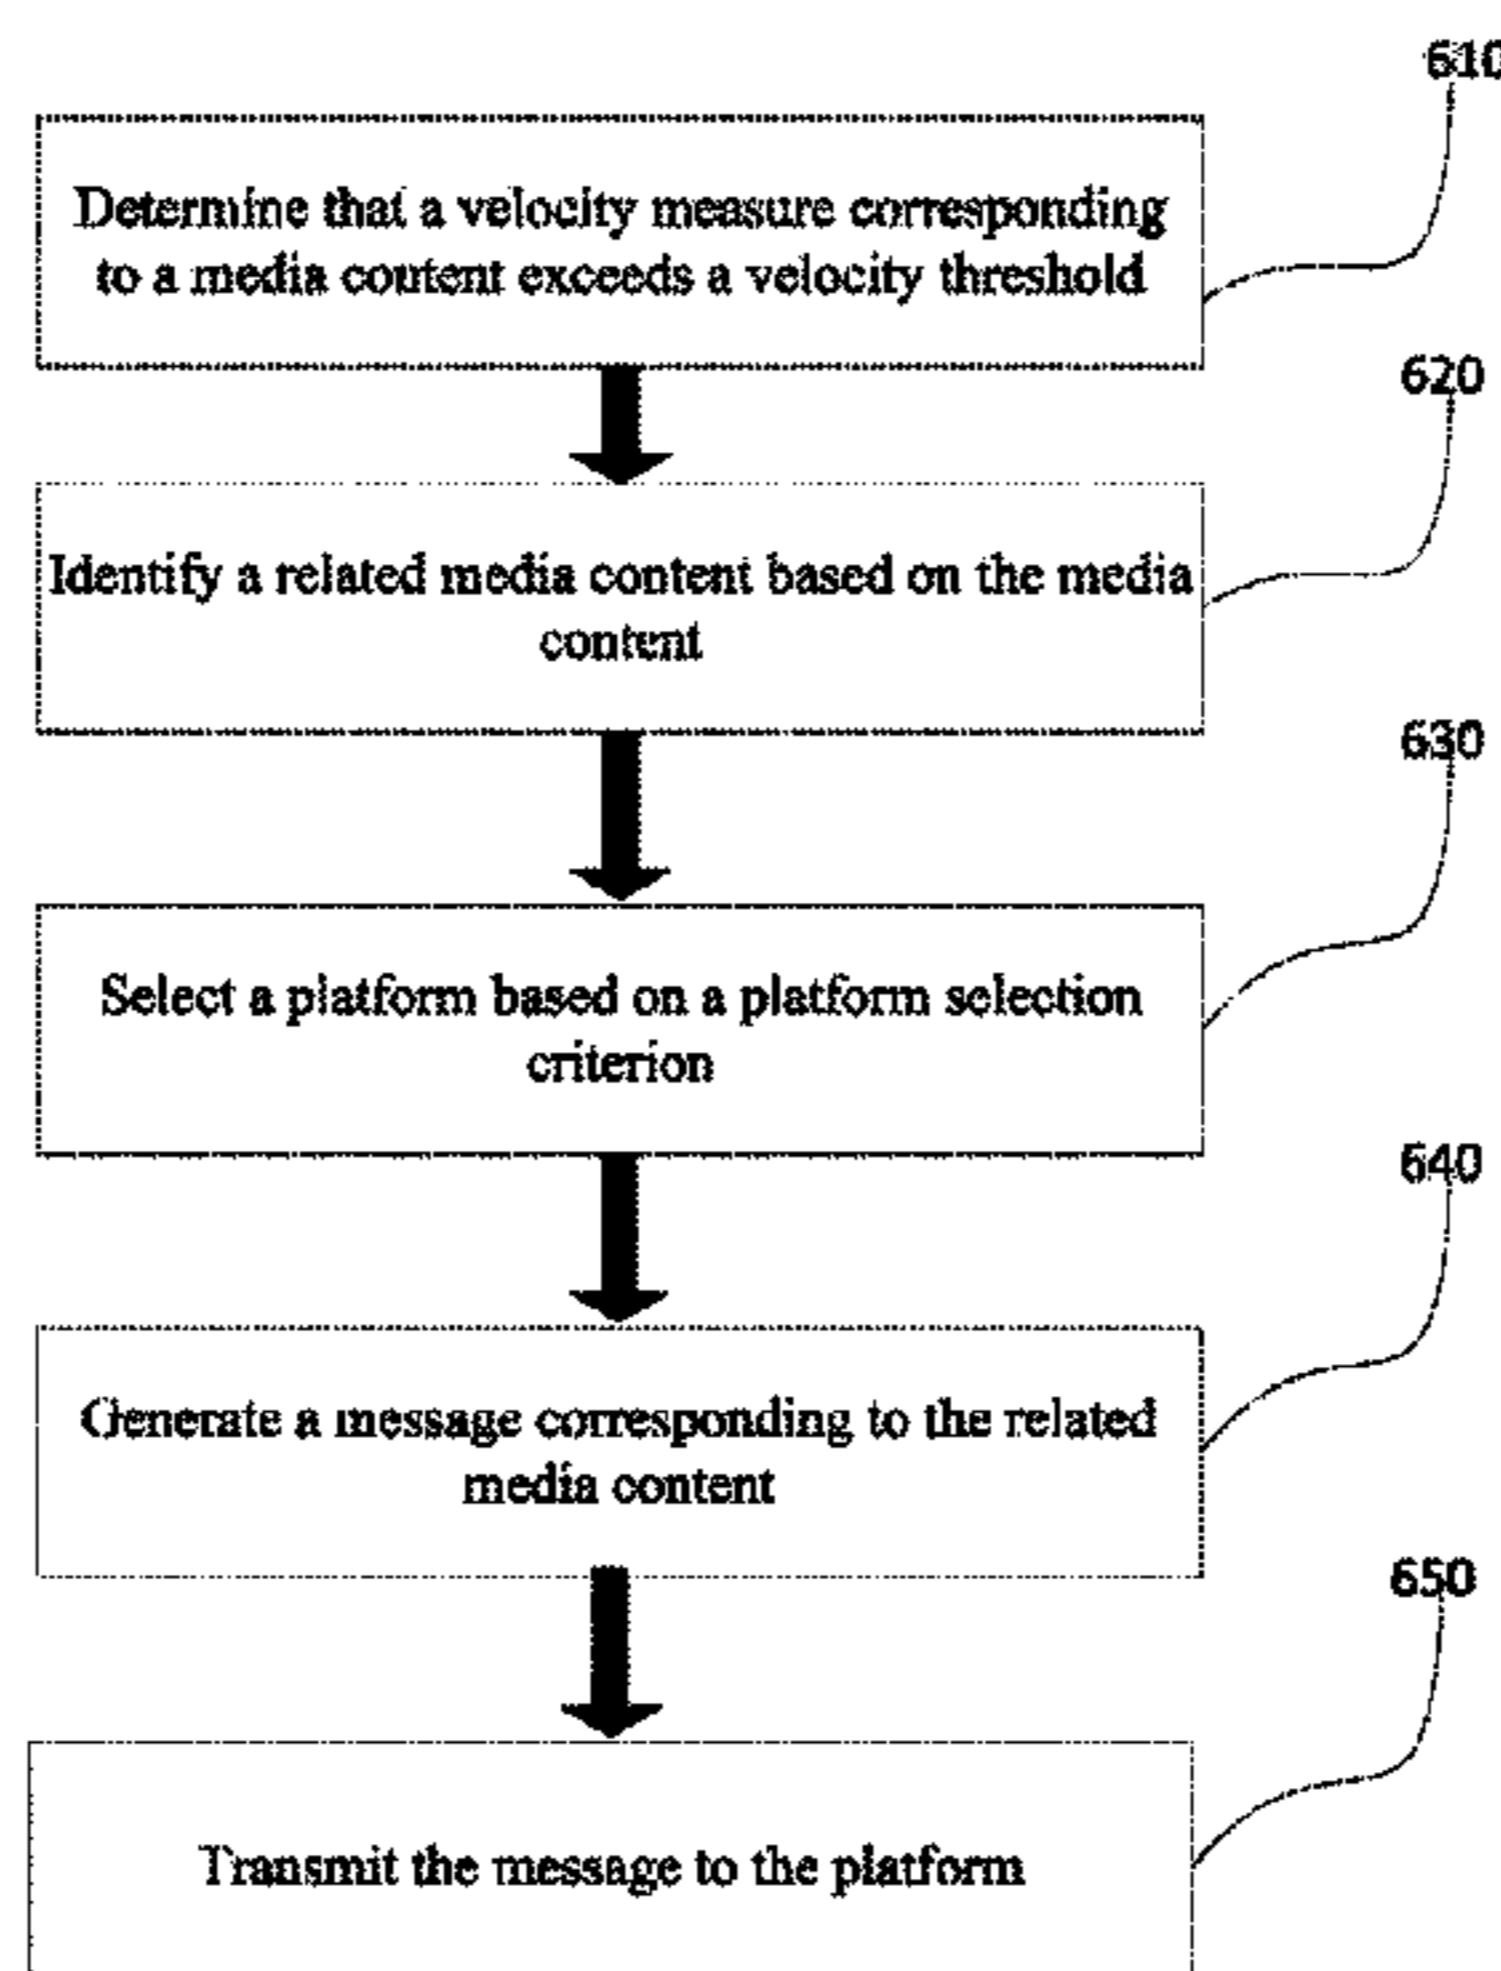 610
Determine that a velocity measure corresponding
to a media content exceeds a velocity threshold
620
Identify a related media content based on the media
content
630
Select a platform based on a platform selection
criterion
640
Generate a message corresponding to the related
media content
650
Transmit the message to the platform